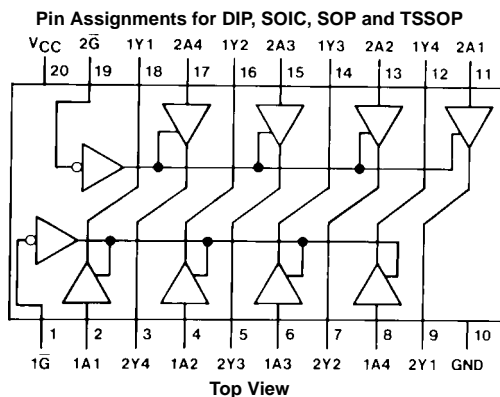 Pin Assignments for DIP, SOIC, SOP and TSSOP
VCC 2G̅ 1Y1 2A4 1Y2 2A3 1Y3 2A2 1Y4 2A1
20 19 18 17 16 15 14 13 12 11
1 2 3 4 5 6 7 8 9 10
1G̅ 1A1 2Y4 1A2 2Y3 1A3 2Y2 1A4 2Y1 GND
Top View